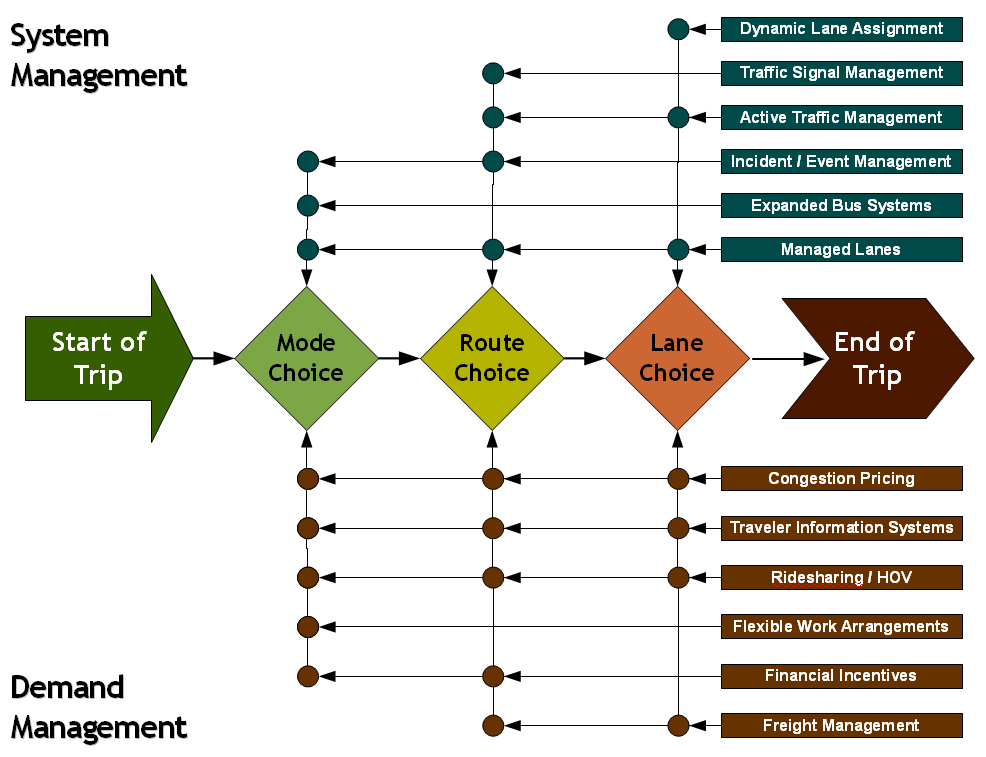 System
Management
Dynamic Lane Assignment
Traffic Signal Management
Active Traffic Management
Incident / Event Management
Expanded Bus Systems
Managed Lanes
Start of
Trip
Mode
Choice
Route
Choice
Lane
Choice
End of
Trip
Congestion Pricing
Traveler Information Systems
Ridesharing / HOV
Flexible Work Arrangements
Financial Incentives
Freight Management
Demand
Management